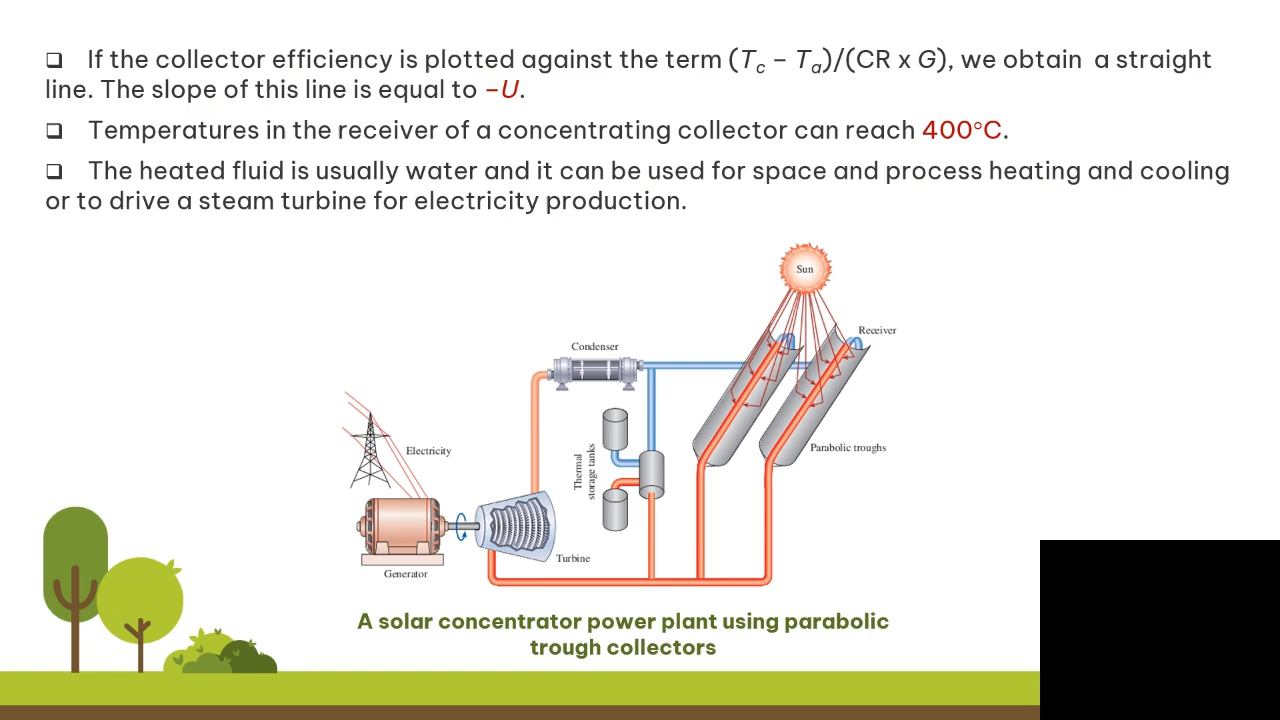 ❑ If the collector efficiency is plotted against the term (Tc – Ta)/(CR x G), we obtain a straight
line. The slope of this line is equal to –U.
❑ Temperatures in the receiver of a concentrating collector can reach 400°C.
❑ The heated fluid is usually water and it can be used for space and process heating and cooling
or to drive a steam turbine for electricity production.
Sun
Receiver
Condenser
Electricity
Thermal
storage tanks
Parabolic troughs
Turbine
Generator
A solar concentrator power plant using parabolic
trough collectors